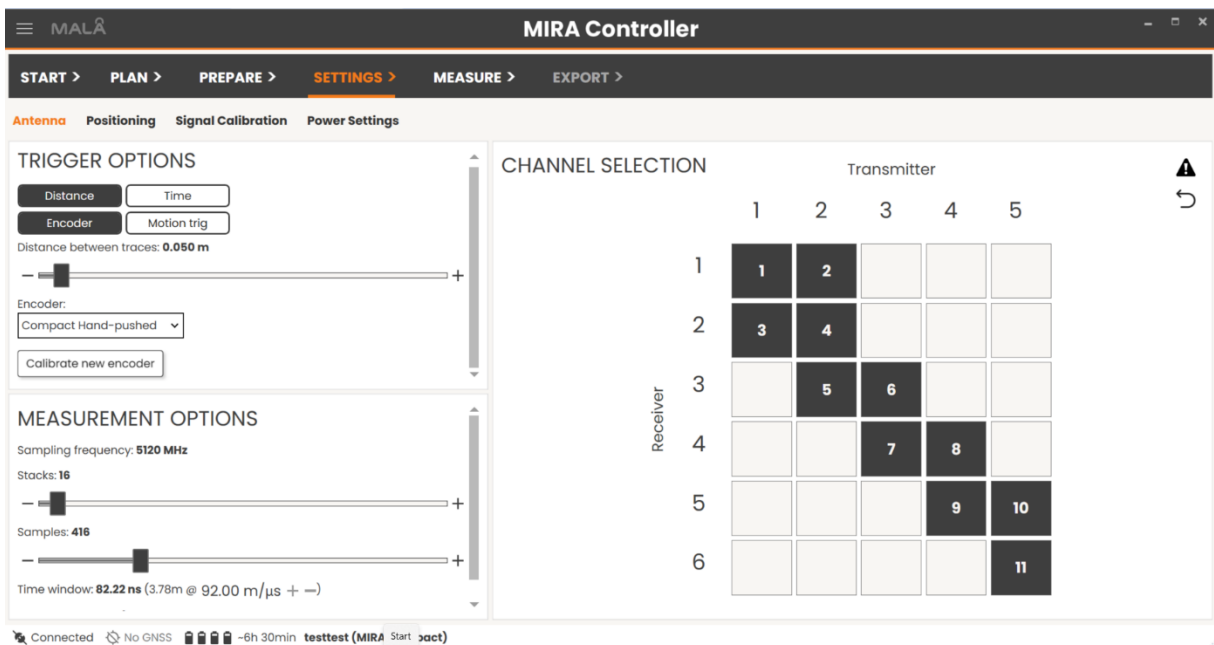 MALÅ
MIRA Controller
START > PLAN > PREPARE > SETTINGS > MEASURE > EXPORT >
Antenna Positioning Signal Calibration Power Settings
TRIGGER OPTIONS
Distance Time
Encoder Motion trig
Distance between traces: 0.050 m
− +
Encoder:
Compact Hand-pushed
Calibrate new encoder
MEASUREMENT OPTIONS
Sampling frequency: 5120 MHz
Stacks: 16
− +
Samples: 416
− +
Time window: 82.22 ns (3.78m @ 92.00 m/µs + −)
CHANNEL SELECTION
Transmitter
1 2 3 4 5
Receiver
1 1 2
2 3 4
3 5 6
4 7 8
5 9 10
6 11
Connected No GNSS ~6h 30min testtest (MIRA Start pact)